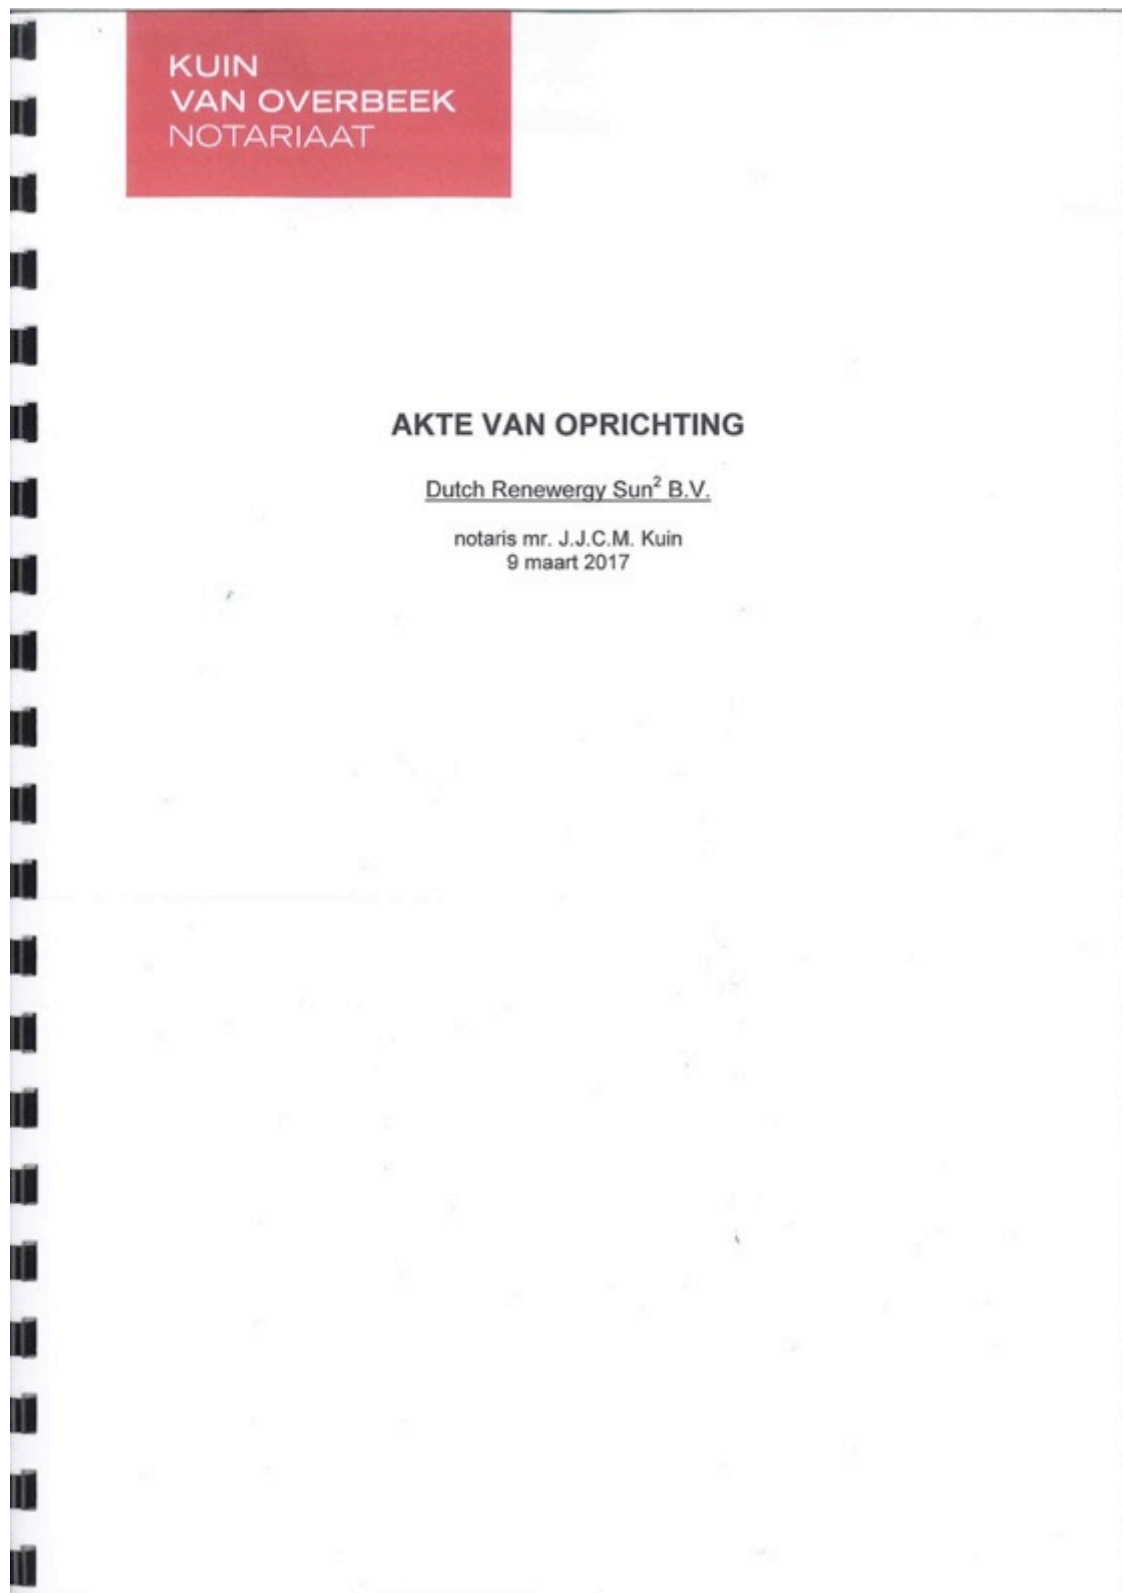 KUIN
VAN OVERBEEK
NOTARIAAT
AKTE VAN OPRICHTING
Dutch Renewergy Sun² B.V.
notaris mr. J.J.C.M. Kuin
9 maart 2017